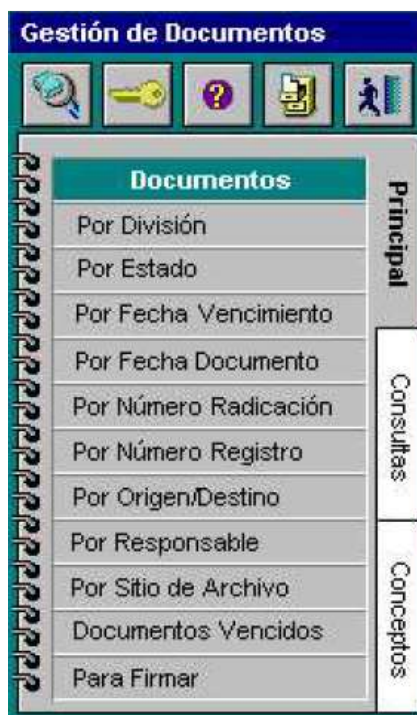 Gestión de Documentos
Documentos
Por División
Por Estado
Por Fecha Vencimiento
Por Fecha Documento
Por Número Radicación
Por Número Registro
Por Origen/Destino
Por Responsable
Por Sitio de Archivo
Documentos Vencidos
Para Firmar
Principal
Consultas
Conceptos